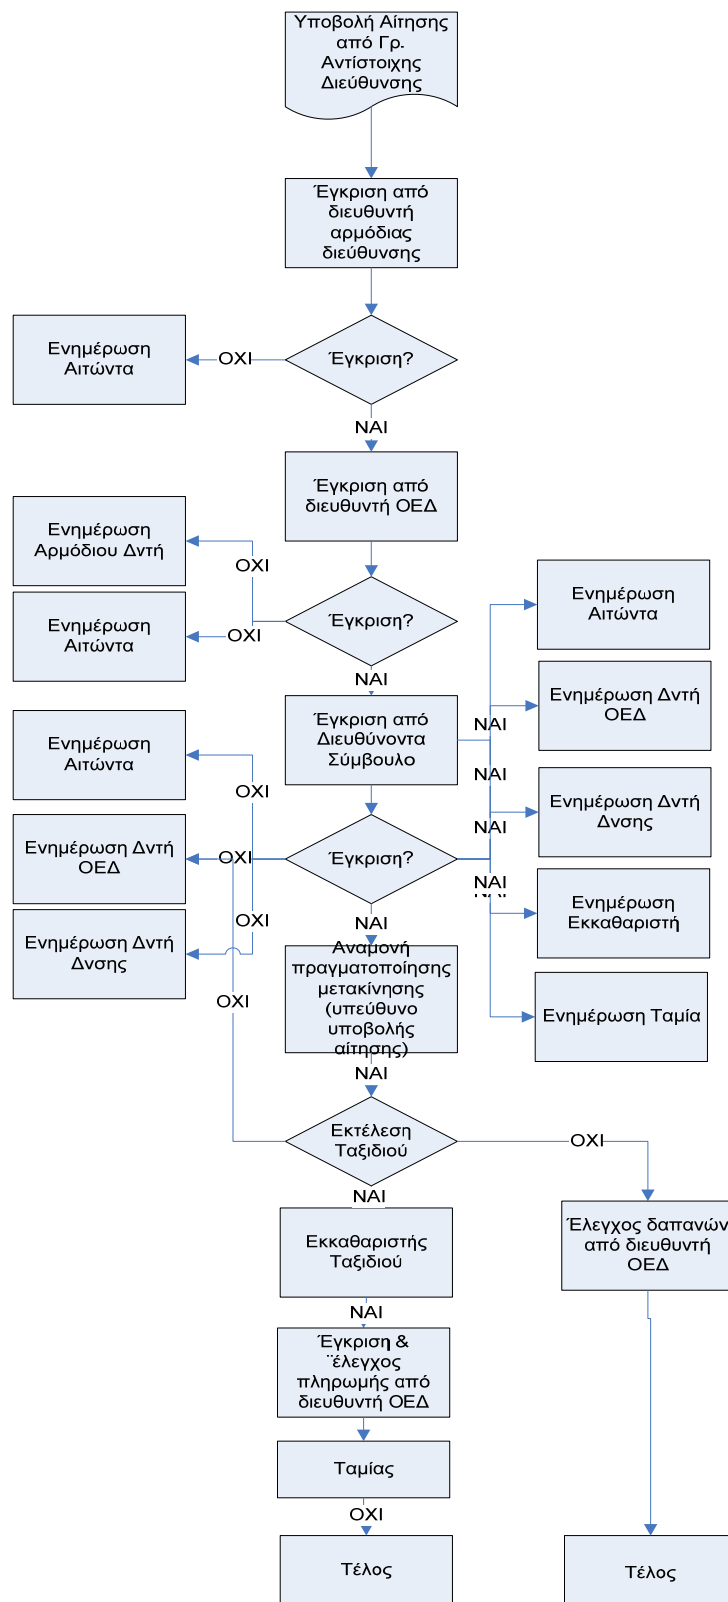 Υποβολή Αίτησης
από Γρ.
Αντίστοιχης
Διεύθυνσης
Έγκριση από
διευθυντή
αρμόδιας
διεύθυνσης
Έγκριση?
ΟΧΙ
Ενημέρωση
Αιτώντα
ΝΑΙ
Έγκριση από
διευθυντή ΟΕΔ
Έγκριση?
ΟΧΙ
Ενημέρωση
Αρμόδιου Δντή
ΟΧΙ
Ενημέρωση
Αιτώντα
ΝΑΙ
Έγκριση από
Διευθύνοντα
Σύμβουλο
Έγκριση?
ΟΧΙ
Ενημέρωση
Αιτώντα
ΟΧΙ
Ενημέρωση Δντή
ΟΕΔ
ΟΧΙ
Ενημέρωση Δντή
Δνσης
ΝΑΙ
Ενημέρωση
Αιτώντα
ΝΑΙ
Ενημέρωση Δντή
ΟΕΔ
ΝΑΙ
Ενημέρωση Δντή
Δνσης
ΝΑΙ
Ενημέρωση
Εκκαθαριστή
Ενημέρωση Ταμία
ΝΑΙ
Αναμονή
πραγματοποίησης
μετακίνησης
(υπεύθυνο
υποβολής
αίτησης)
ΝΑΙ
Εκτέλεση
Ταξιδιού
ΟΧΙ
ΟΧΙ
Έλεγχος δαπανών
από διευθυντή
ΟΕΔ
Τέλος
ΝΑΙ
Εκκαθαριστής
Ταξιδιού
ΝΑΙ
Έγκριση &
¨έλεγχος
πληρωμής από
διευθυντή ΟΕΔ
Ταμίας
ΟΧΙ
Τέλος